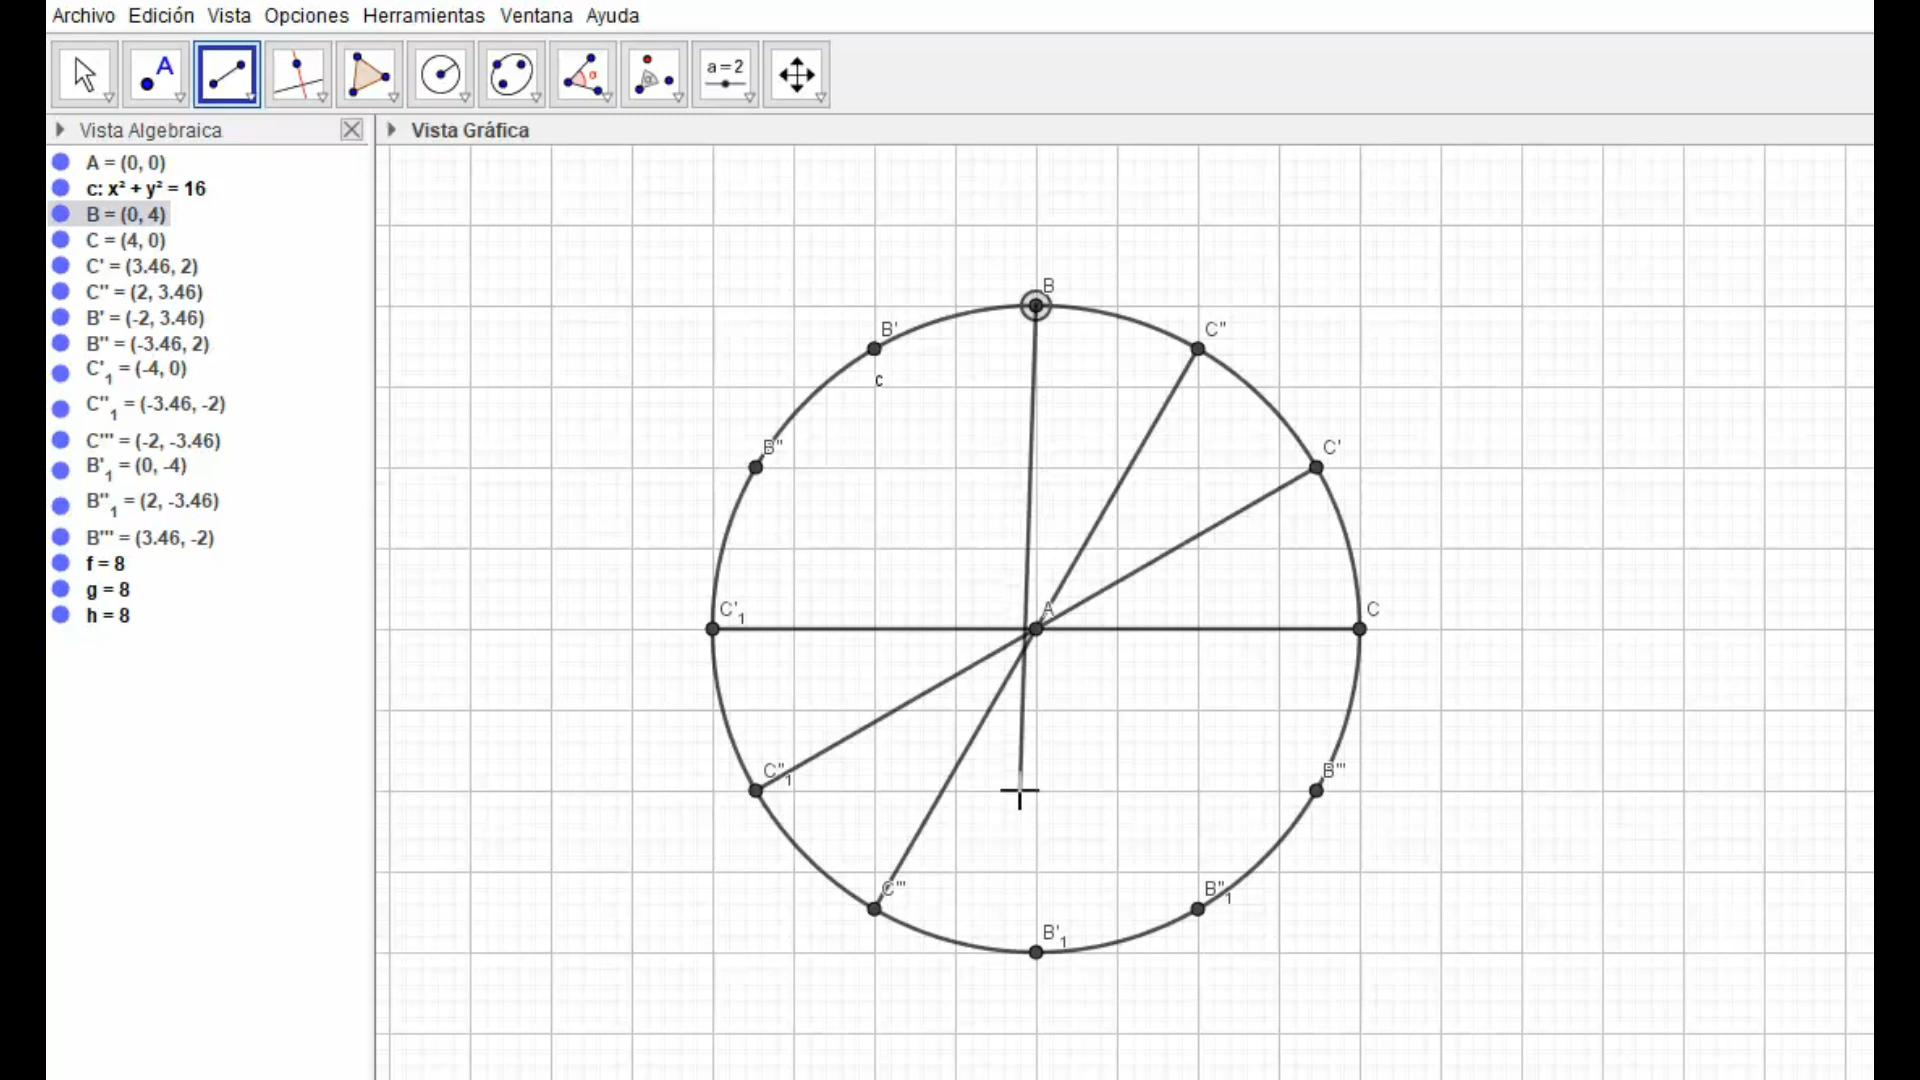 Archivo Edición Vista Opciones Herramientas Ventana Ayuda
A
α
a = 2
Vista Algebraica
Vista Gráfica
A = (0, 0)
c: x² + y² = 16
B = (0, 4)
C = (4, 0)
C' = (3.46, 2)
C'' = (2, 3.46)
B' = (-2, 3.46)
B'' = (-3.46, 2)
C'₁ = (-4, 0)
C''₁ = (-3.46, -2)
C''' = (-2, -3.46)
B'₁ = (0, -4)
B''₁ = (2, -3.46)
B''' = (3.46, -2)
f = 8
g = 8
h = 8
B
B'
C''
c
B''
C'
C'₁
A
C
C''₁
B'''
C'''
B''₁
B'₁